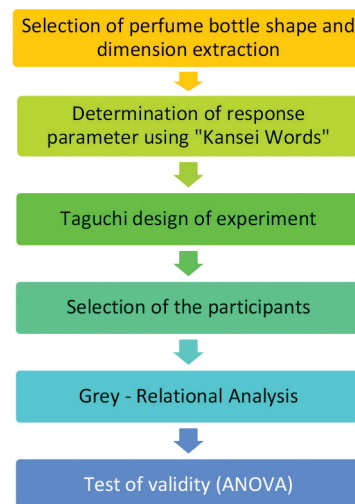 Selection of perfume bottle shape and
dimension extraction
Determination of response
parameter using "Kansei Words"
Taguchi design of experiment
Selection of the participants
Grey - Relational Analysis
Test of validity (ANOVA)